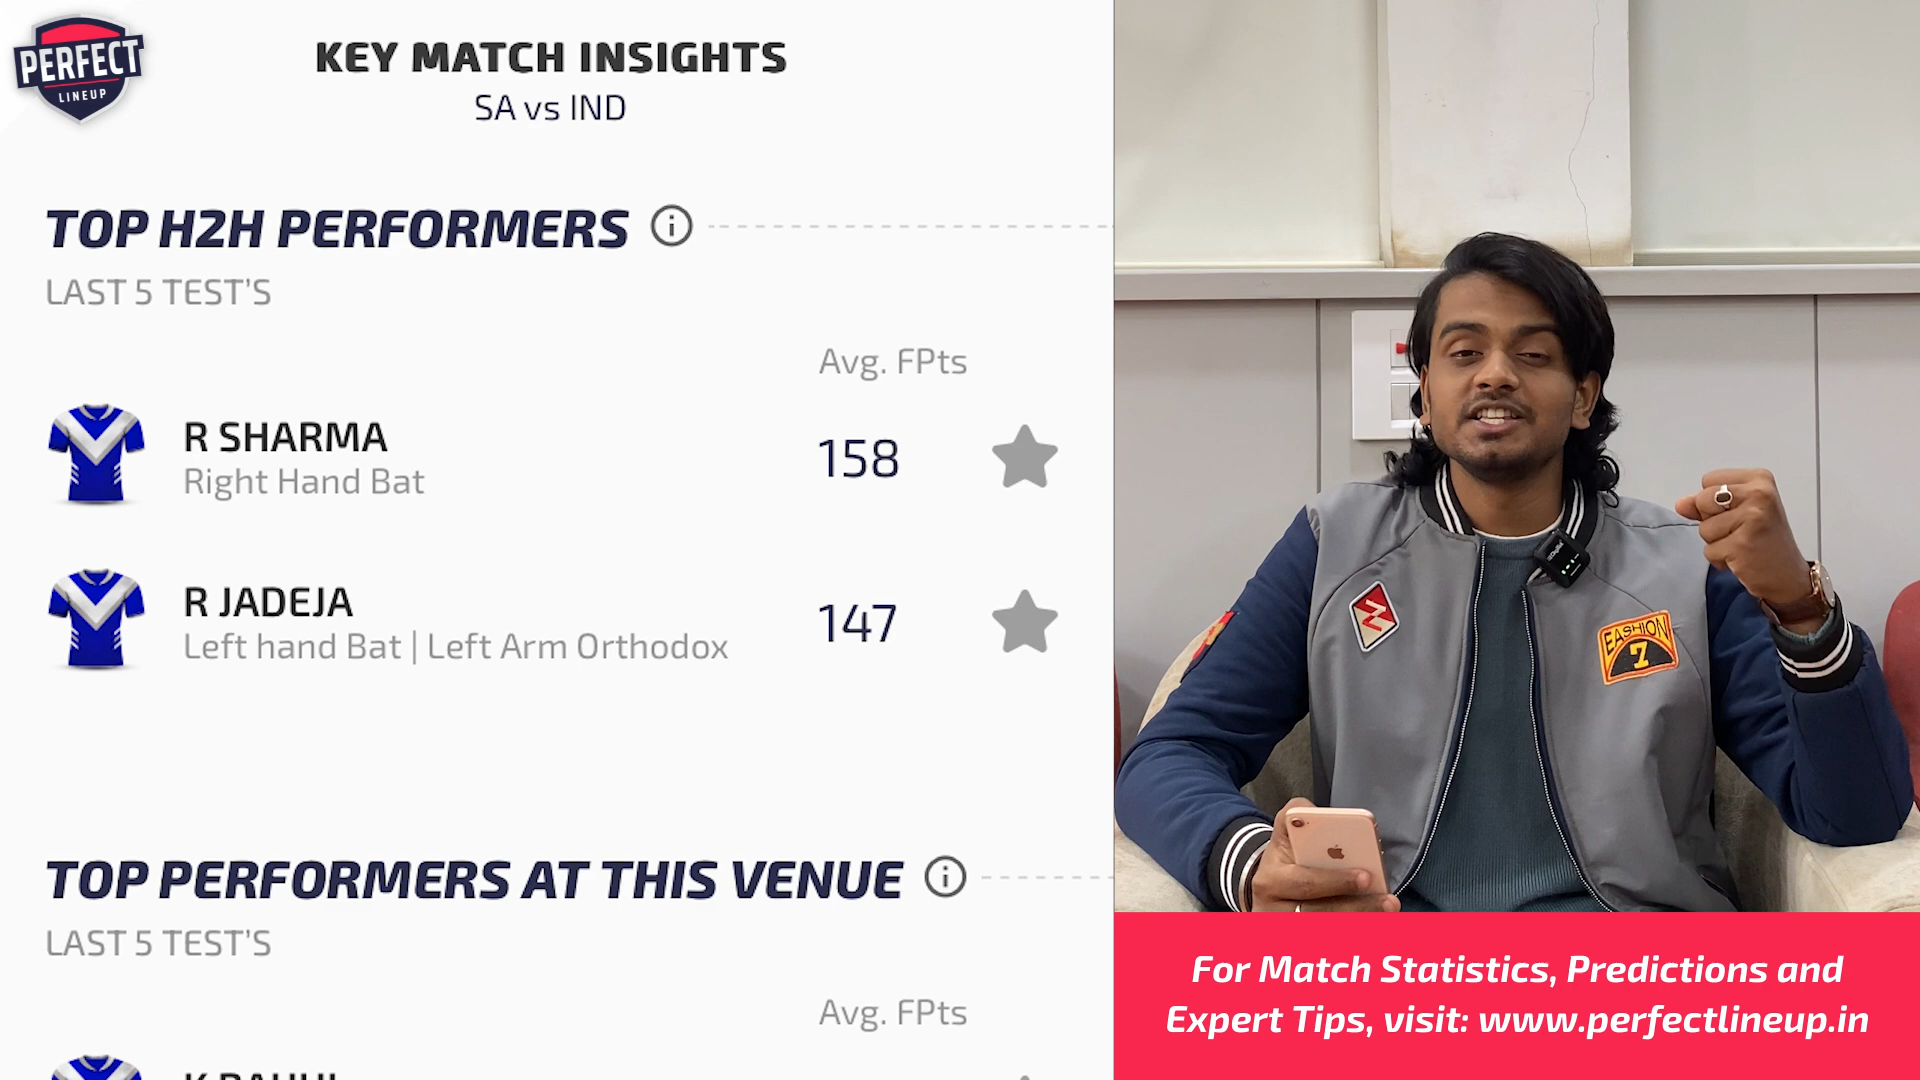 PERFECT
LINEUP
KEY MATCH INSIGHTS
SA vs IND
TOP H2H PERFORMERS
LAST 5 TEST'S
Avg. FPts
R SHARMA
Right Hand Bat
158
R JADEJA
Left hand Bat | Left Arm Orthodox
147
TOP PERFORMERS AT THIS VENUE
LAST 5 TEST'S
Avg. FPts
FASHION
7
For Match Statistics, Predictions and
Expert Tips, visit: www.perfectlineup.in